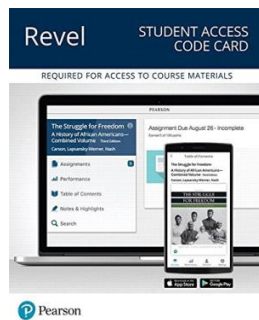 Revel
STUDENT ACCESS
CODE CARD
REQUIRED FOR ACCESS TO COURSE MATERIALS
PEARSON
The Struggle for Freedom
A History of African Americans—
Combined Volume Third Edition
Carson, Lapsansky-Werner, Nash
Assignments
Performance
Table of Contents
Notes & Highlights
Search
Assignment Due August 28 - Incomplete
Table of Contents
The Struggle for Freedom
A History of African Americans—
Combined Volume Third Edition
Carson, Lapsansky-Werner, Nash
THE STRUGGLE
FOR FREEDOM
App Store
Google Play
Pearson